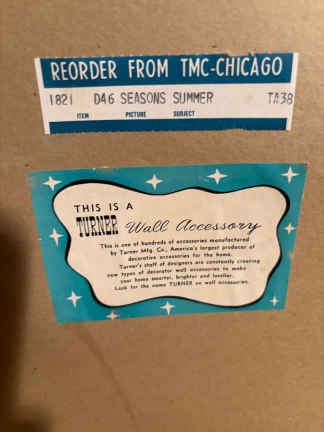 REORDER FROM TMC-CHICAGO
1821 D46 SEASONS SUMMER TA38
ITEM PICTURE SUBJECT
THIS IS A
TURNER Wall Accessory
This is one of hundreds of accessories manufactured
by Turner Mfg. Co., America's largest producer of
decorative accessories for the home.
Turner's staff of designers are constantly creating
new types of decorator wall accessories to make
your home smarter, brighter and lovelier.
Look for the name TURNER on wall accessories.